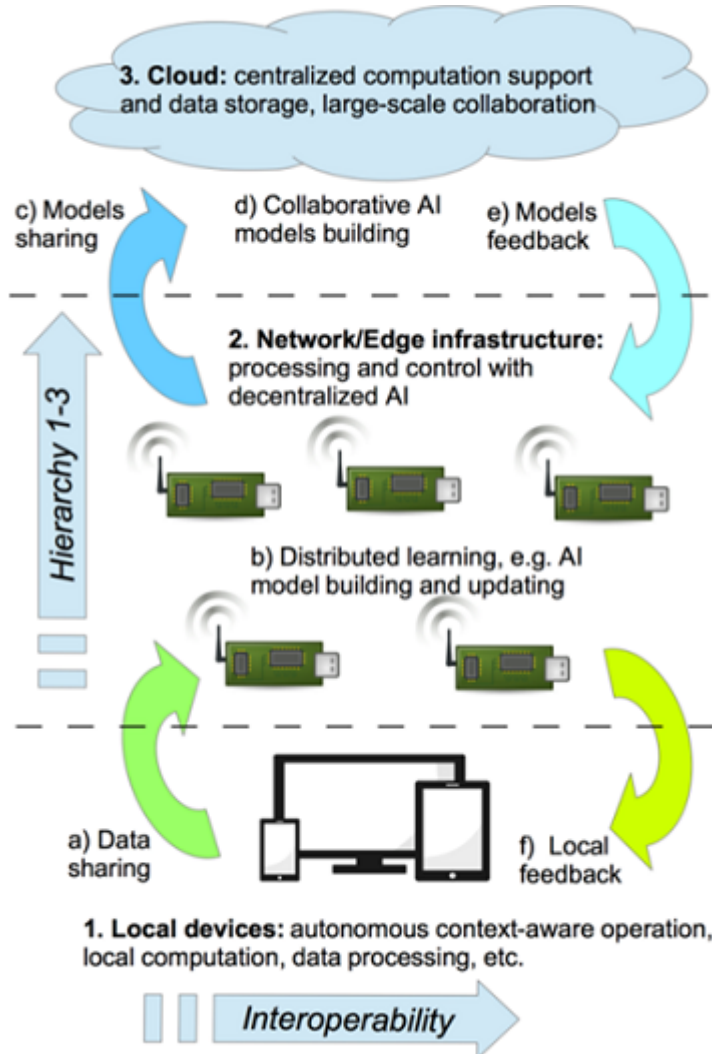 3. Cloud: centralized computation support
and data storage, large-scale collaboration
c) Models
sharing
d) Collaborative AI
models building
e) Models
feedback
2. Network/Edge infrastructure:
processing and control with
decentralized AI
Hierarchy 1-3
b) Distributed learning, e.g. AI
model building and updating
a) Data
sharing
f) Local
feedback
1. Local devices: autonomous context-aware operation,
local computation, data processing, etc.
Interoperability